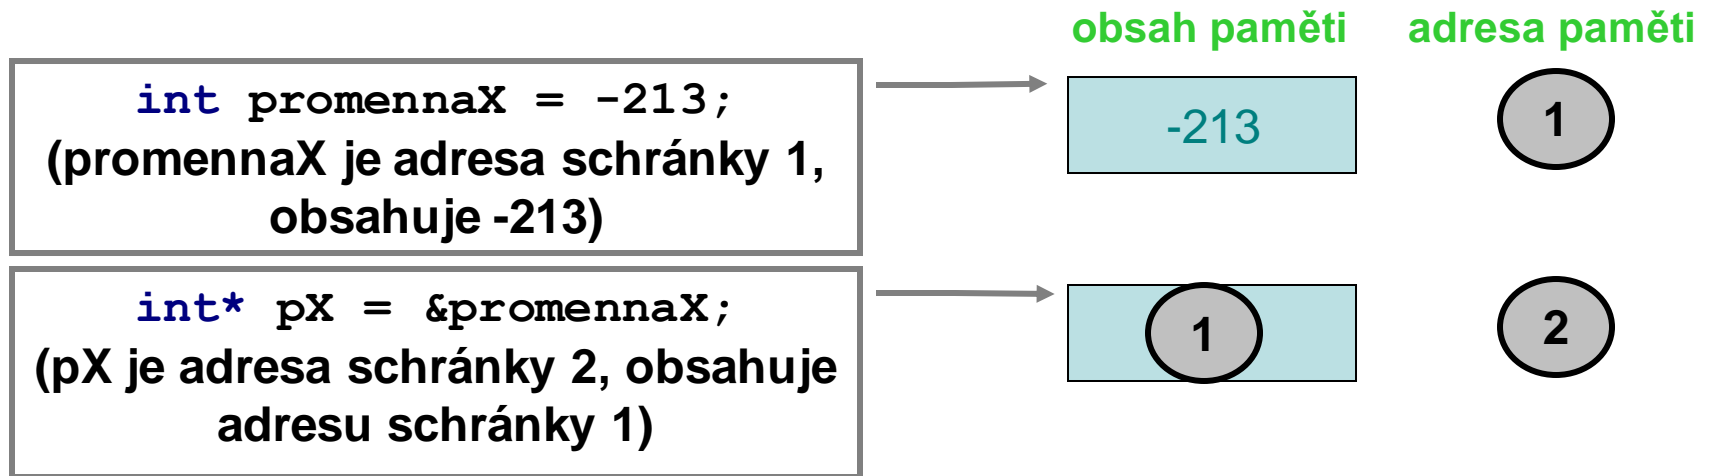 obsah paměti adresa paměti
int promennaX = -213;
(promennaX je adresa schránky 1,
obsahuje -213)
-213
1
int* pX = &promennaX;
(pX je adresa schránky 2, obsahuje
adresu schránky 1)
1
2